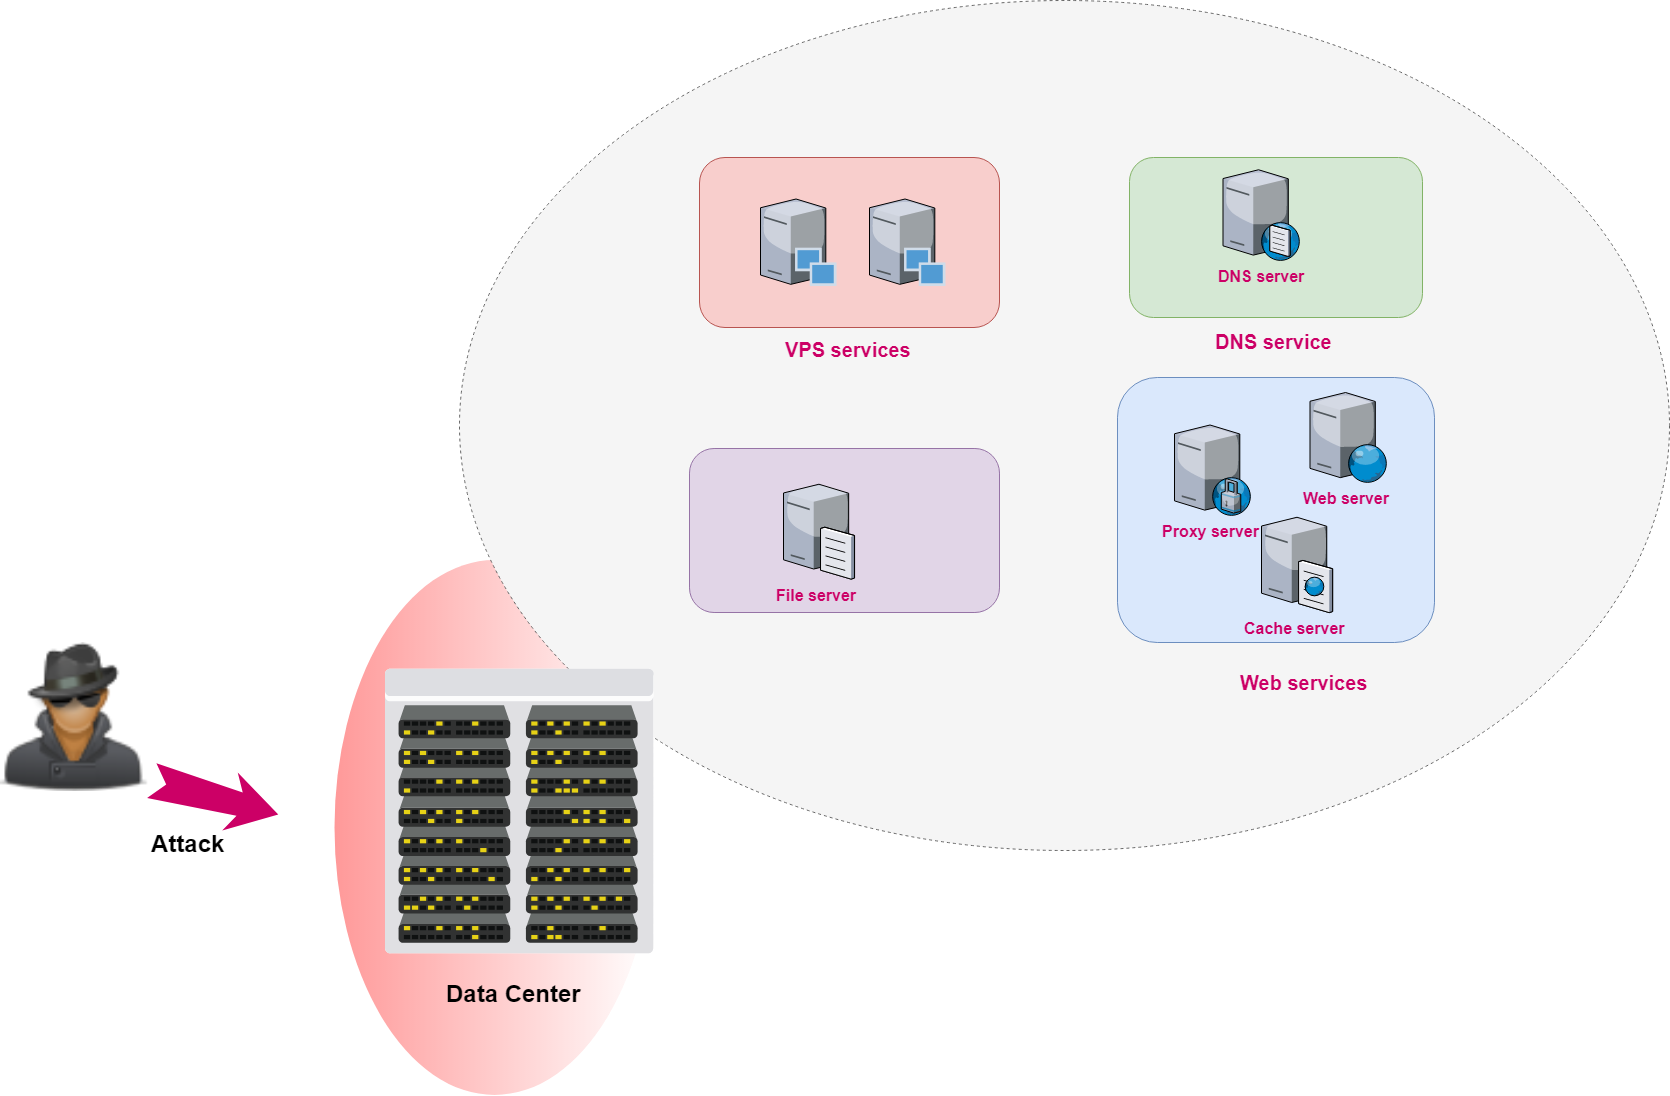 DNS server
VPS services
DNS service
Web server
Proxy server
File server
Cache server
Web services
Attack
Data Center